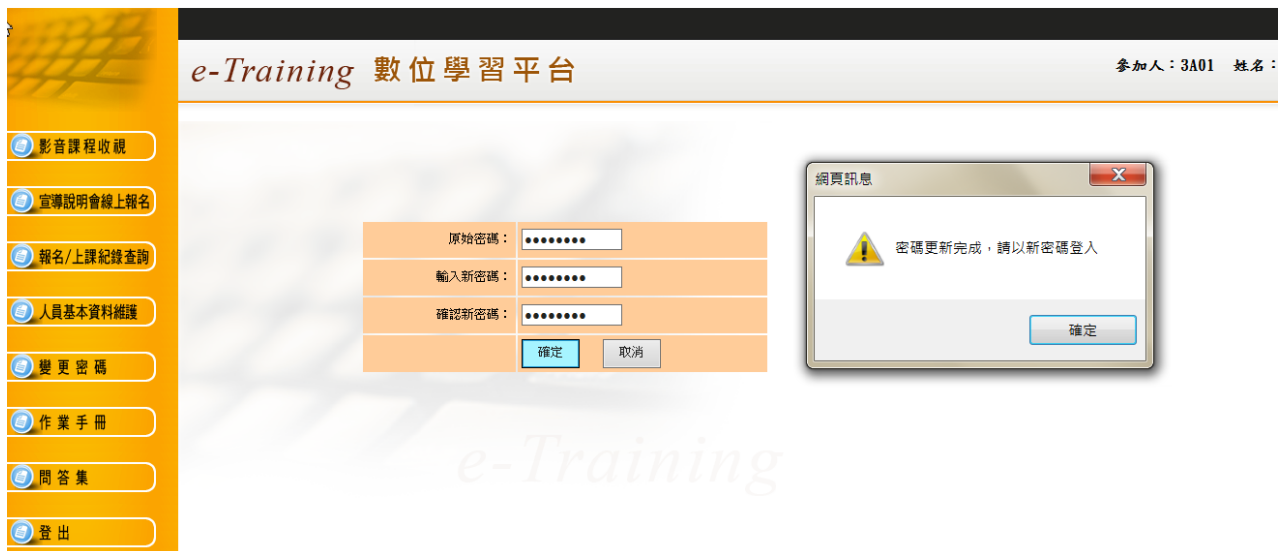 e-Training 數位學習平台
參加人：3A01 姓名：
影音課程收視
宣導說明會線上報名
報名/上課紀錄查詢
人員基本資料維護
變更密碼
作業手冊
問答集
登出
原始密碼：
輸入新密碼：
確認新密碼：
確定 取消
網頁訊息
X
密碼更新完成，請以新密碼登入
確定
e-Training